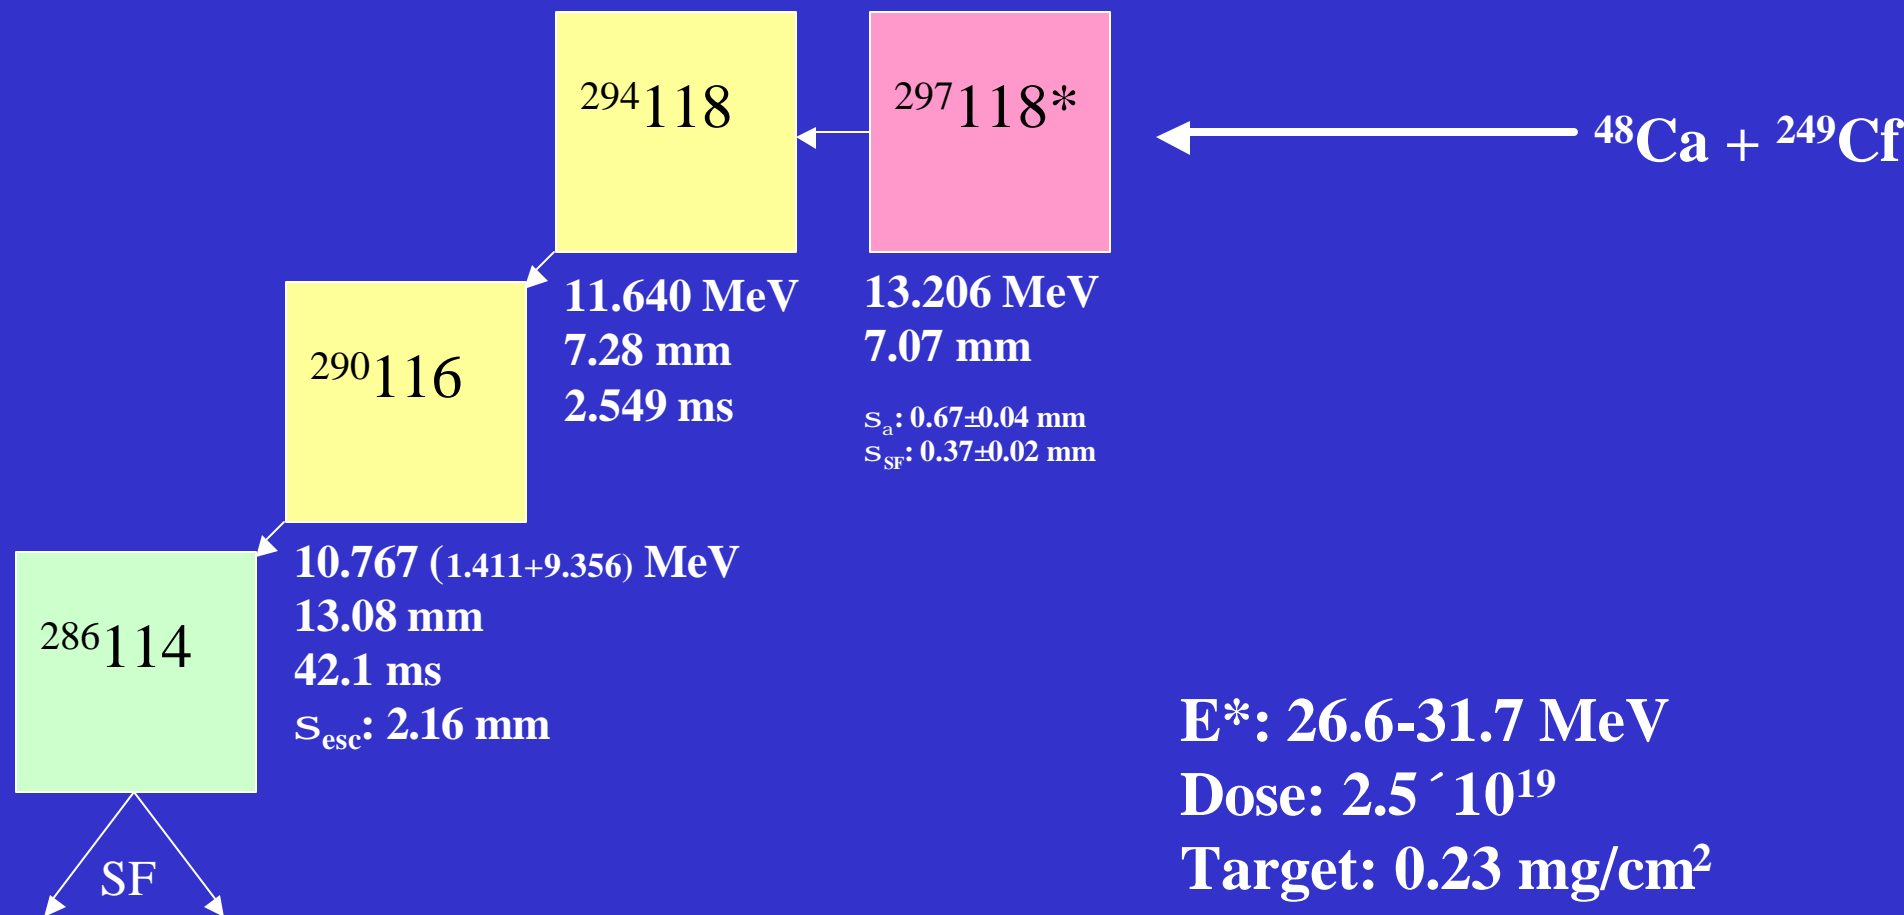 ²⁹⁴118
²⁹⁷118*
⁴⁸Ca + ²⁴⁹Cf
11.640 MeV
7.28 mm
2.549 ms
13.206 MeV
7.07 mm
sₐ: 0.67±0.04 mm
s_SF: 0.37±0.02 mm
²⁹⁰116
10.767 (1.411+9.356) MeV
13.08 mm
42.1 ms
s_esc: 2.16 mm
²⁸⁶114
SF
E*: 26.6-31.7 MeV
Dose: 2.5´10¹⁹
Target: 0.23 mg/cm²